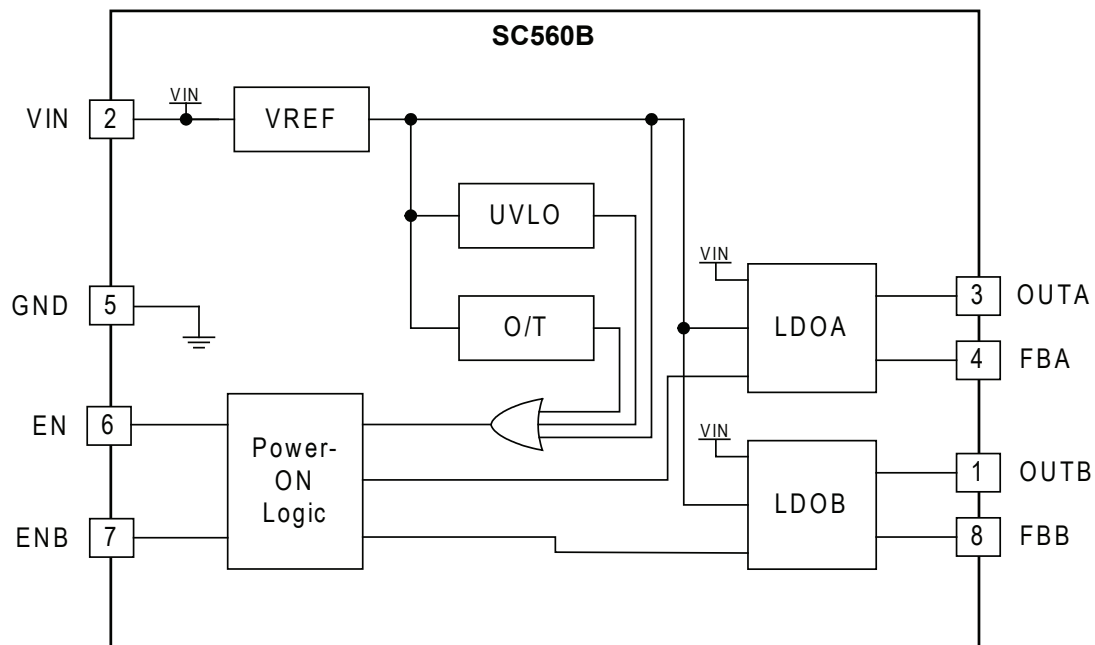 SC560B
VIN
2
VIN
VREF
UVLO
VIN
GND
5
O/T
LDOA
3
OUTA
4
FBA
EN
6
Power-
ON
Logic
VIN
LDOB
1
OUTB
ENB
7
8
FBB